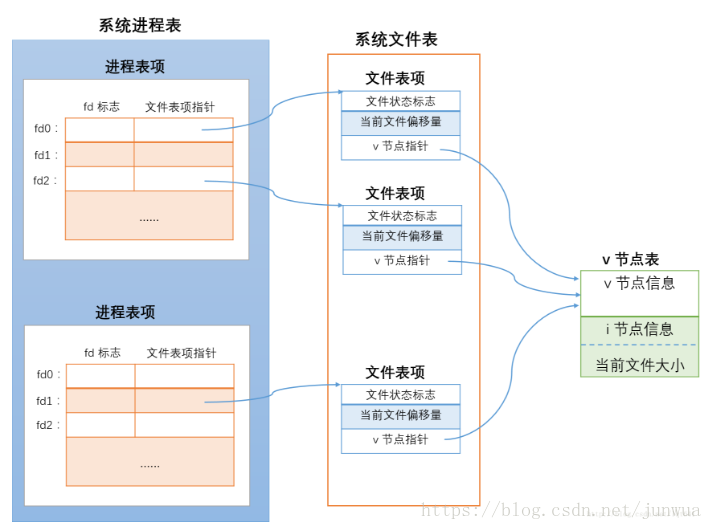 系统进程表
进程表项
fd 标志 文件表项指针
fd0：
fd1：
fd2：
......
进程表项
fd 标志 文件表项指针
fd0：
fd1：
fd2：
......
系统文件表
文件表项
文件状态标志
当前文件偏移量
v 节点指针
文件表项
文件状态标志
当前文件偏移量
v 节点指针
文件表项
文件状态标志
当前文件偏移量
v 节点指针
v 节点表
v 节点信息
i 节点信息
当前文件大小
https://blog.csdn.net/junwua